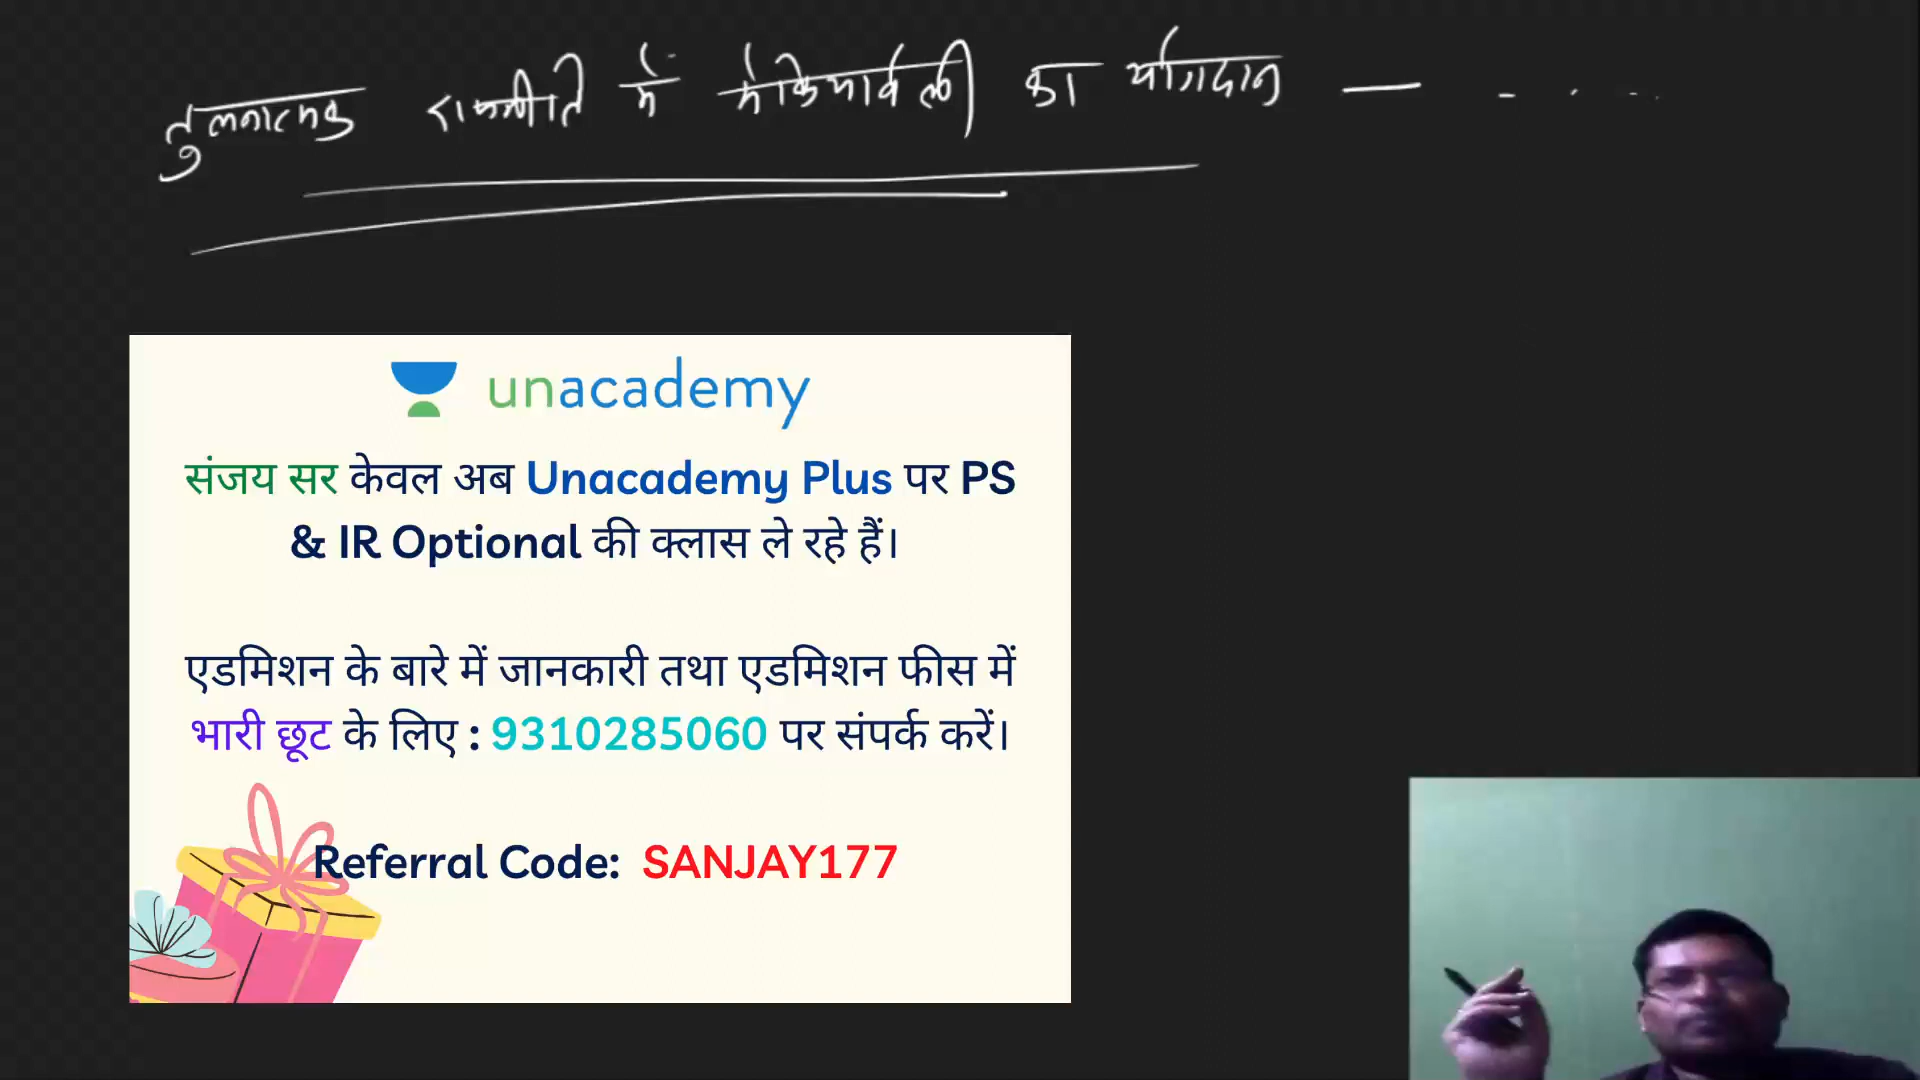 तुलनात्मक राजनीति में मैकियावेली का योगदान —
unacademy
संजय सर केवल अब Unacademy Plus पर PS
& IR Optional की क्लास ले रहे हैं।
एडमिशन के बारे में जानकारी तथा एडमिशन फीस में
भारी छूट के लिए : 9310285060 पर संपर्क करें।
Referral Code: SANJAY177